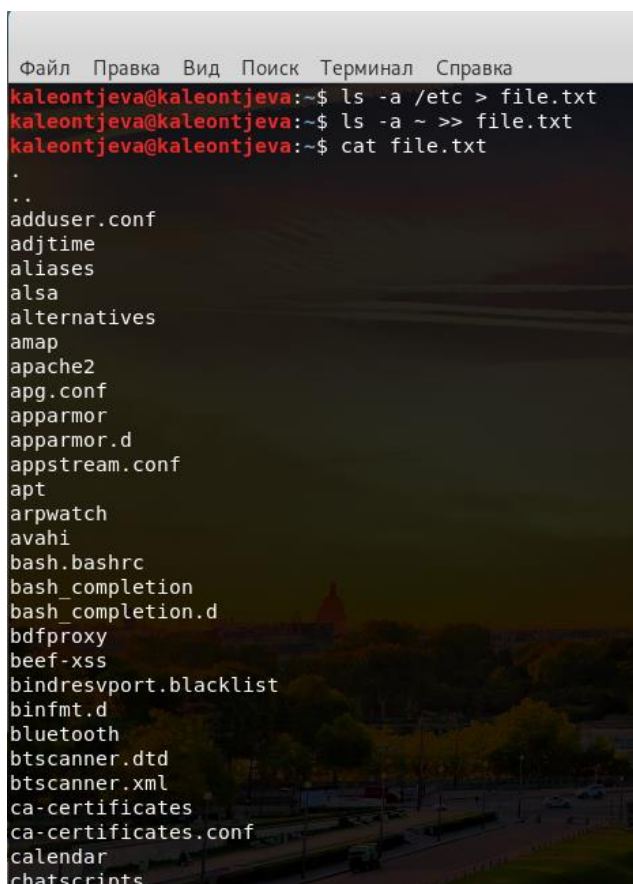 Файл Правка Вид Поиск Терминал Справка
kaleontjeva@kaleontjeva:~$ ls -a /etc > file.txt
kaleontjeva@kaleontjeva:~$ ls -a ~ >> file.txt
kaleontjeva@kaleontjeva:~$ cat file.txt
.
..
adduser.conf
adjtime
aliases
alsa
alternatives
amap
apache2
apg.conf
apparmor
apparmor.d
appstream.conf
apt
arpwatch
avahi
bash.bashrc
bash_completion
bash_completion.d
bdfproxy
beef-xss
bindresvport.blacklist
binfmt.d
bluetooth
btscanner.dtd
btscanner.xml
ca-certificates
ca-certificates.conf
calendar
chatscripts